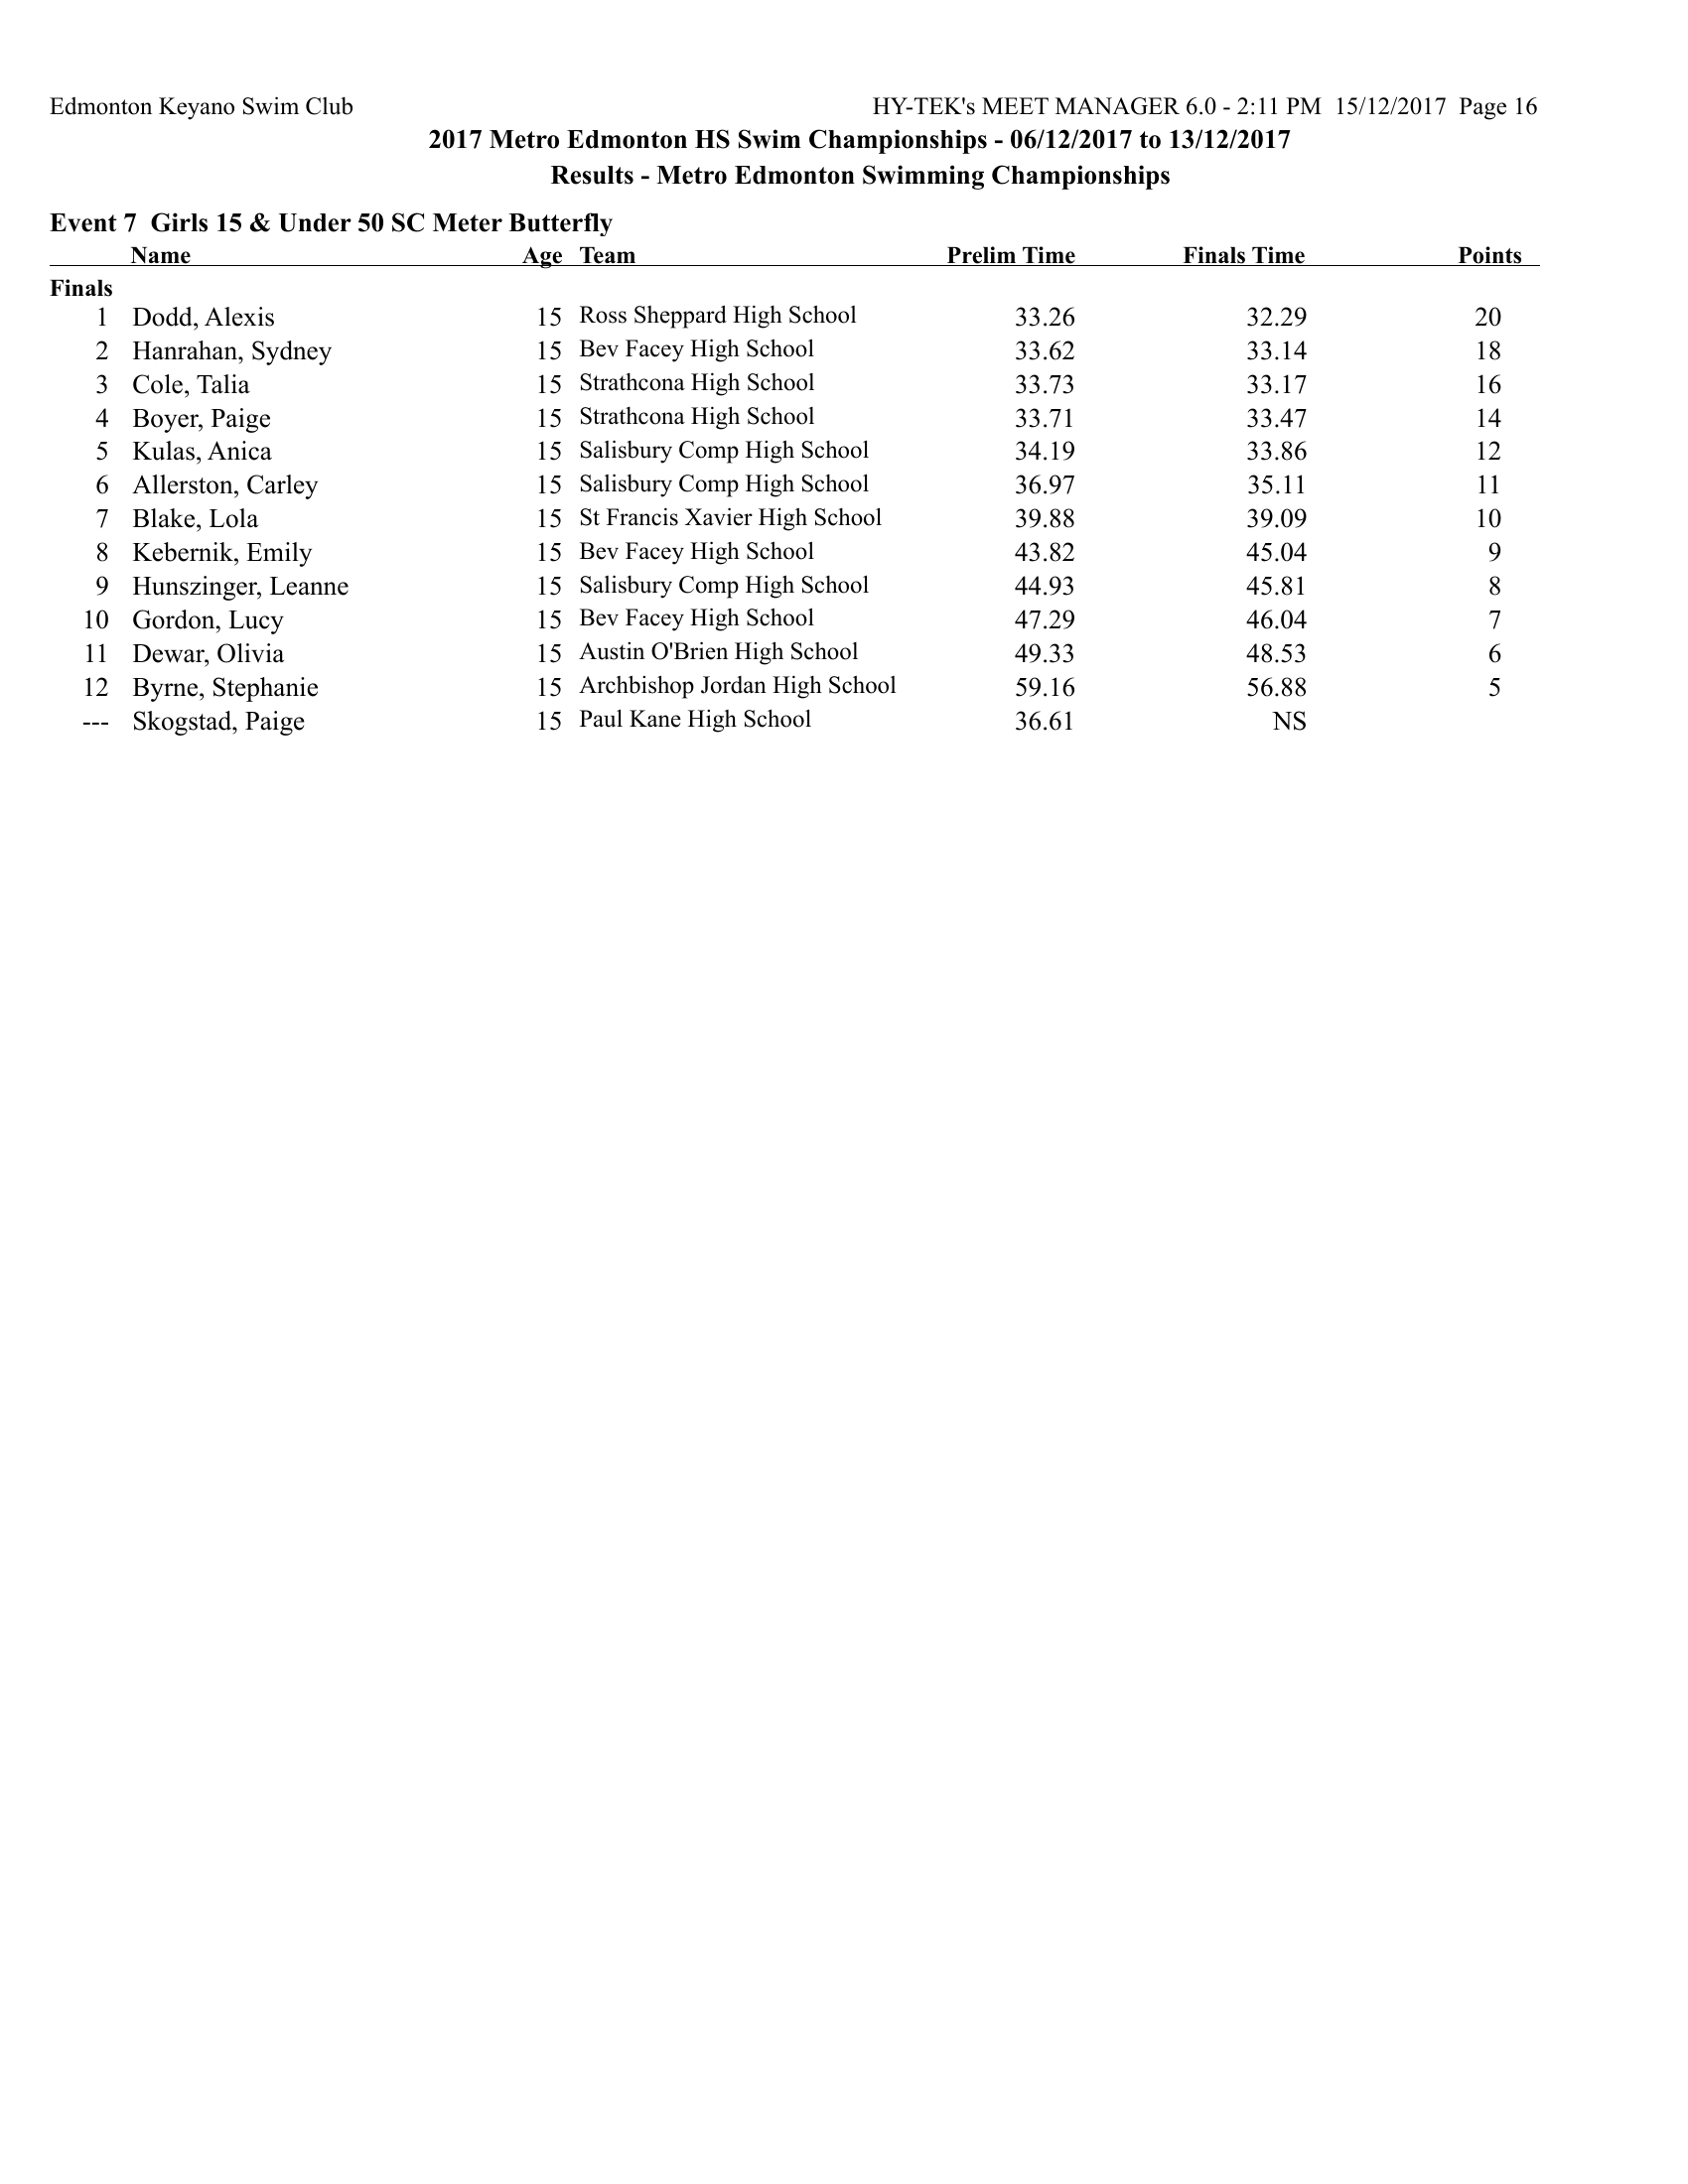 Edmonton Keyano Swim Club HY-TEK's MEET MANAGER 6.0 - 2:11 PM 15/12/2017 Page 16
2017 Metro Edmonton HS Swim Championships - 06/12/2017 to 13/12/2017
Results - Metro Edmonton Swimming Championships
Event 7 Girls 15 & Under 50 SC Meter Butterfly
Name Age Team Prelim Time Finals Time Points
Finals
1 Dodd, Alexis 15 Ross Sheppard High School 33.26 32.29 20
2 Hanrahan, Sydney 15 Bev Facey High School 33.62 33.14 18
3 Cole, Talia 15 Strathcona High School 33.73 33.17 16
4 Boyer, Paige 15 Strathcona High School 33.71 33.47 14
5 Kulas, Anica 15 Salisbury Comp High School 34.19 33.86 12
6 Allerston, Carley 15 Salisbury Comp High School 36.97 35.11 11
7 Blake, Lola 15 St Francis Xavier High School 39.88 39.09 10
8 Kebernik, Emily 15 Bev Facey High School 43.82 45.04 9
9 Hunszinger, Leanne 15 Salisbury Comp High School 44.93 45.81 8
10 Gordon, Lucy 15 Bev Facey High School 47.29 46.04 7
11 Dewar, Olivia 15 Austin O'Brien High School 49.33 48.53 6
12 Byrne, Stephanie 15 Archbishop Jordan High School 59.16 56.88 5
--- Skogstad, Paige 15 Paul Kane High School 36.61 NS